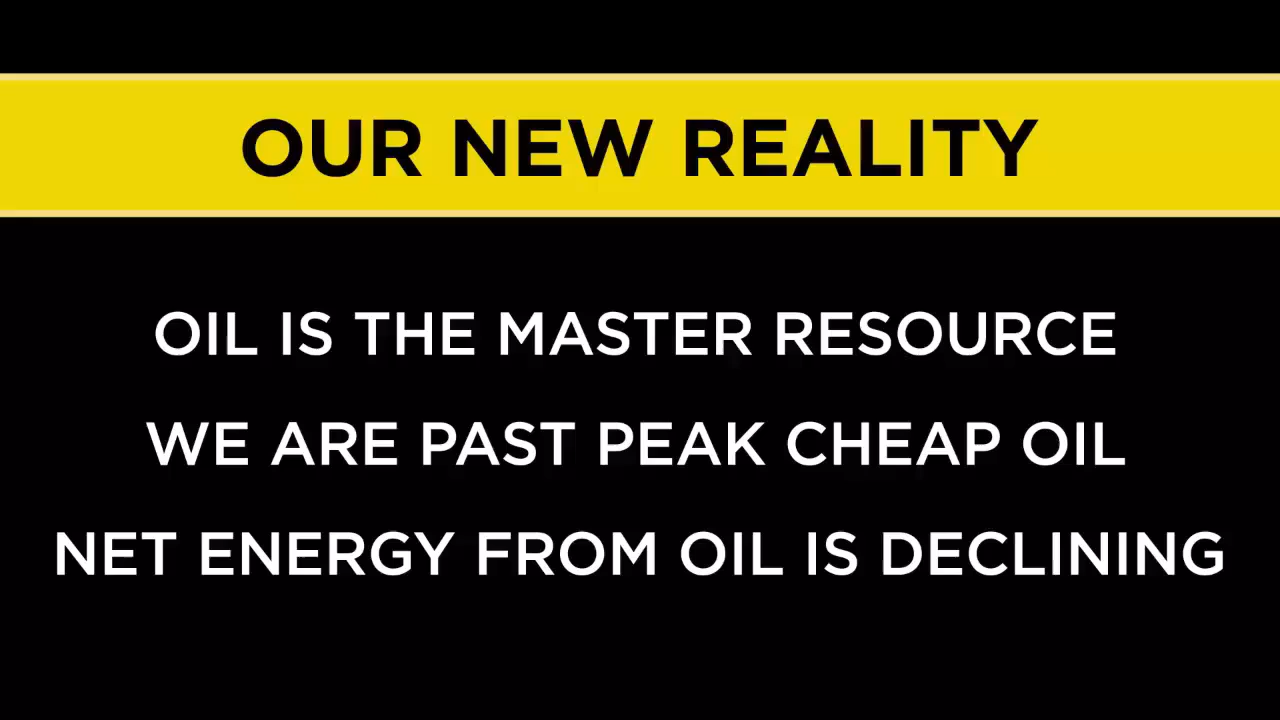 OUR NEW REALITY
OIL IS THE MASTER RESOURCE
WE ARE PAST PEAK CHEAP OIL
NET ENERGY FROM OIL IS DECLINING